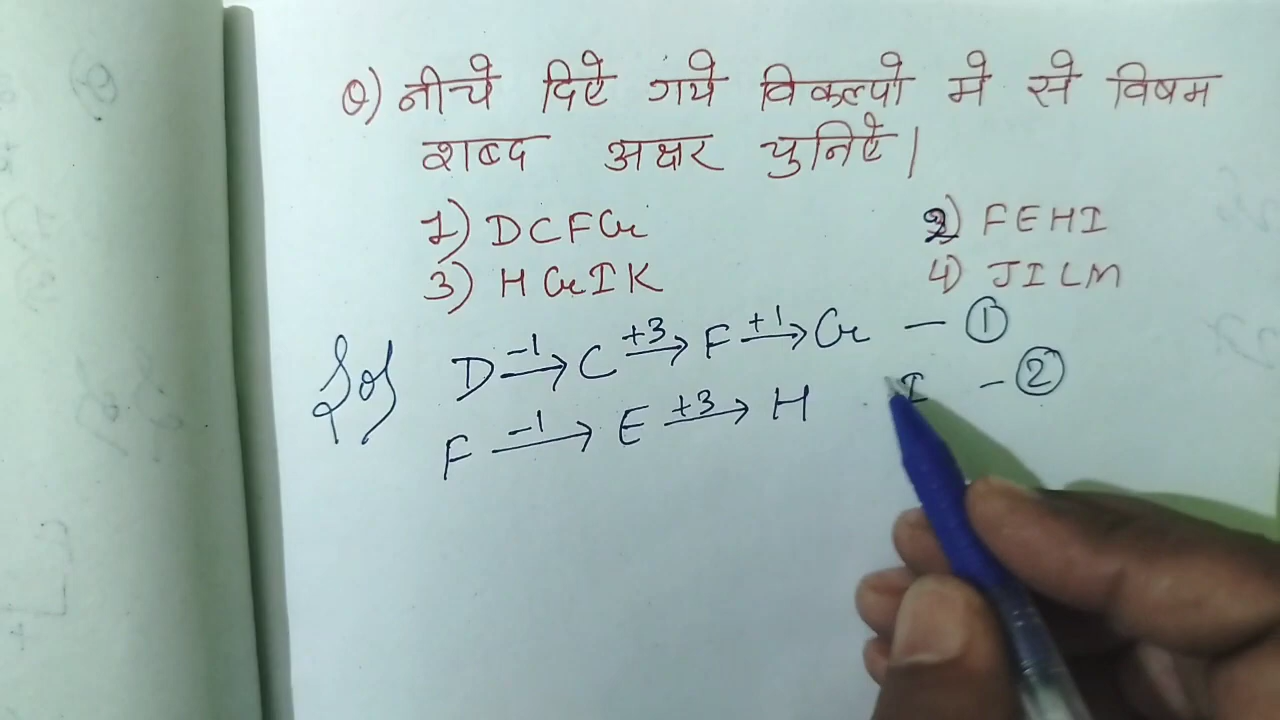 Q) नीचे दिऐ गये विकल्पो मे से विषम
शब्द अक्षर चुनिऐ।
1) DCFG 2) FEHI
3) HGIK 4) JILM
Sol D -1→ C +3→ F +1→ G - ①
F -1→ E +3→ H I - ②